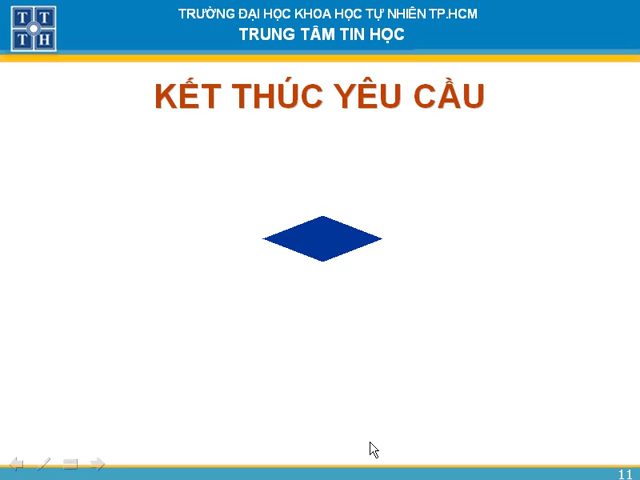 TRƯỜNG ĐẠI HỌC KHOA HỌC TỰ NHIÊN TP.HCM
TRUNG TÂM TIN HỌC
T T
T H
KẾT THÚC YÊU CẦU
11